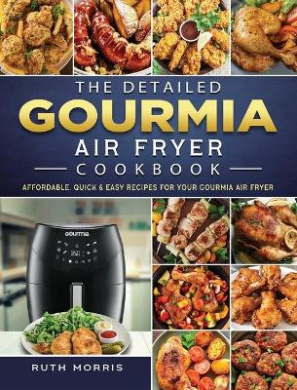 THE DETAILED
GOURMIA
AIR FRYER
COOKBOOK
AFFORDABLE, QUICK & EASY RECIPES FOR YOUR GOURMIA AIR FRYER
gourmia
RUTH MORRIS